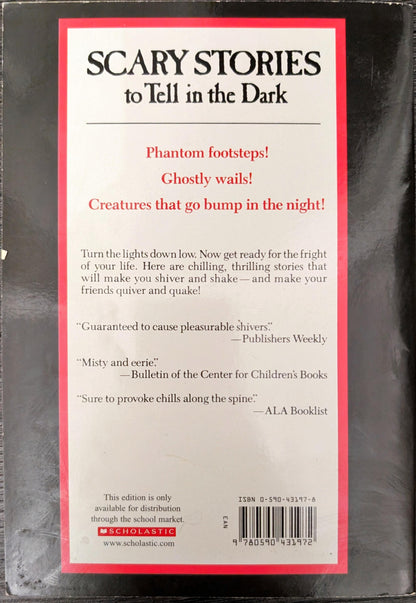 SCARY STORIES
to Tell in the Dark
Phantom footsteps!
Ghostly wails!
Creatures that go bump in the night!
Turn the lights down low. Now get ready for the fright
of your life. Here are chilling, thrilling stories that
will make you shiver and shake—and make your
friends quiver and quake!
“Guaranteed to cause pleasurable shivers.”
—Publishers Weekly
“Misty and eerie.”
—Bulletin of the Center for Children's Books
“Sure to provoke chills along the spine.”
—ALA Booklist
This edition is only
available for distribution
through the school market.
SCHOLASTIC
www.scholastic.com
ISBN 0-590-43197-8
EAN
9 780590 431972